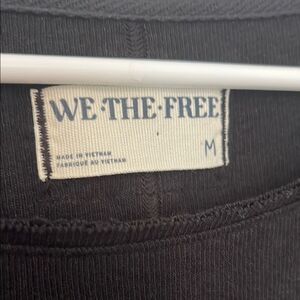 WE·THE·FREE
M
MADE IN VIETNAM
FABRIQUÉ AU VIETNAM